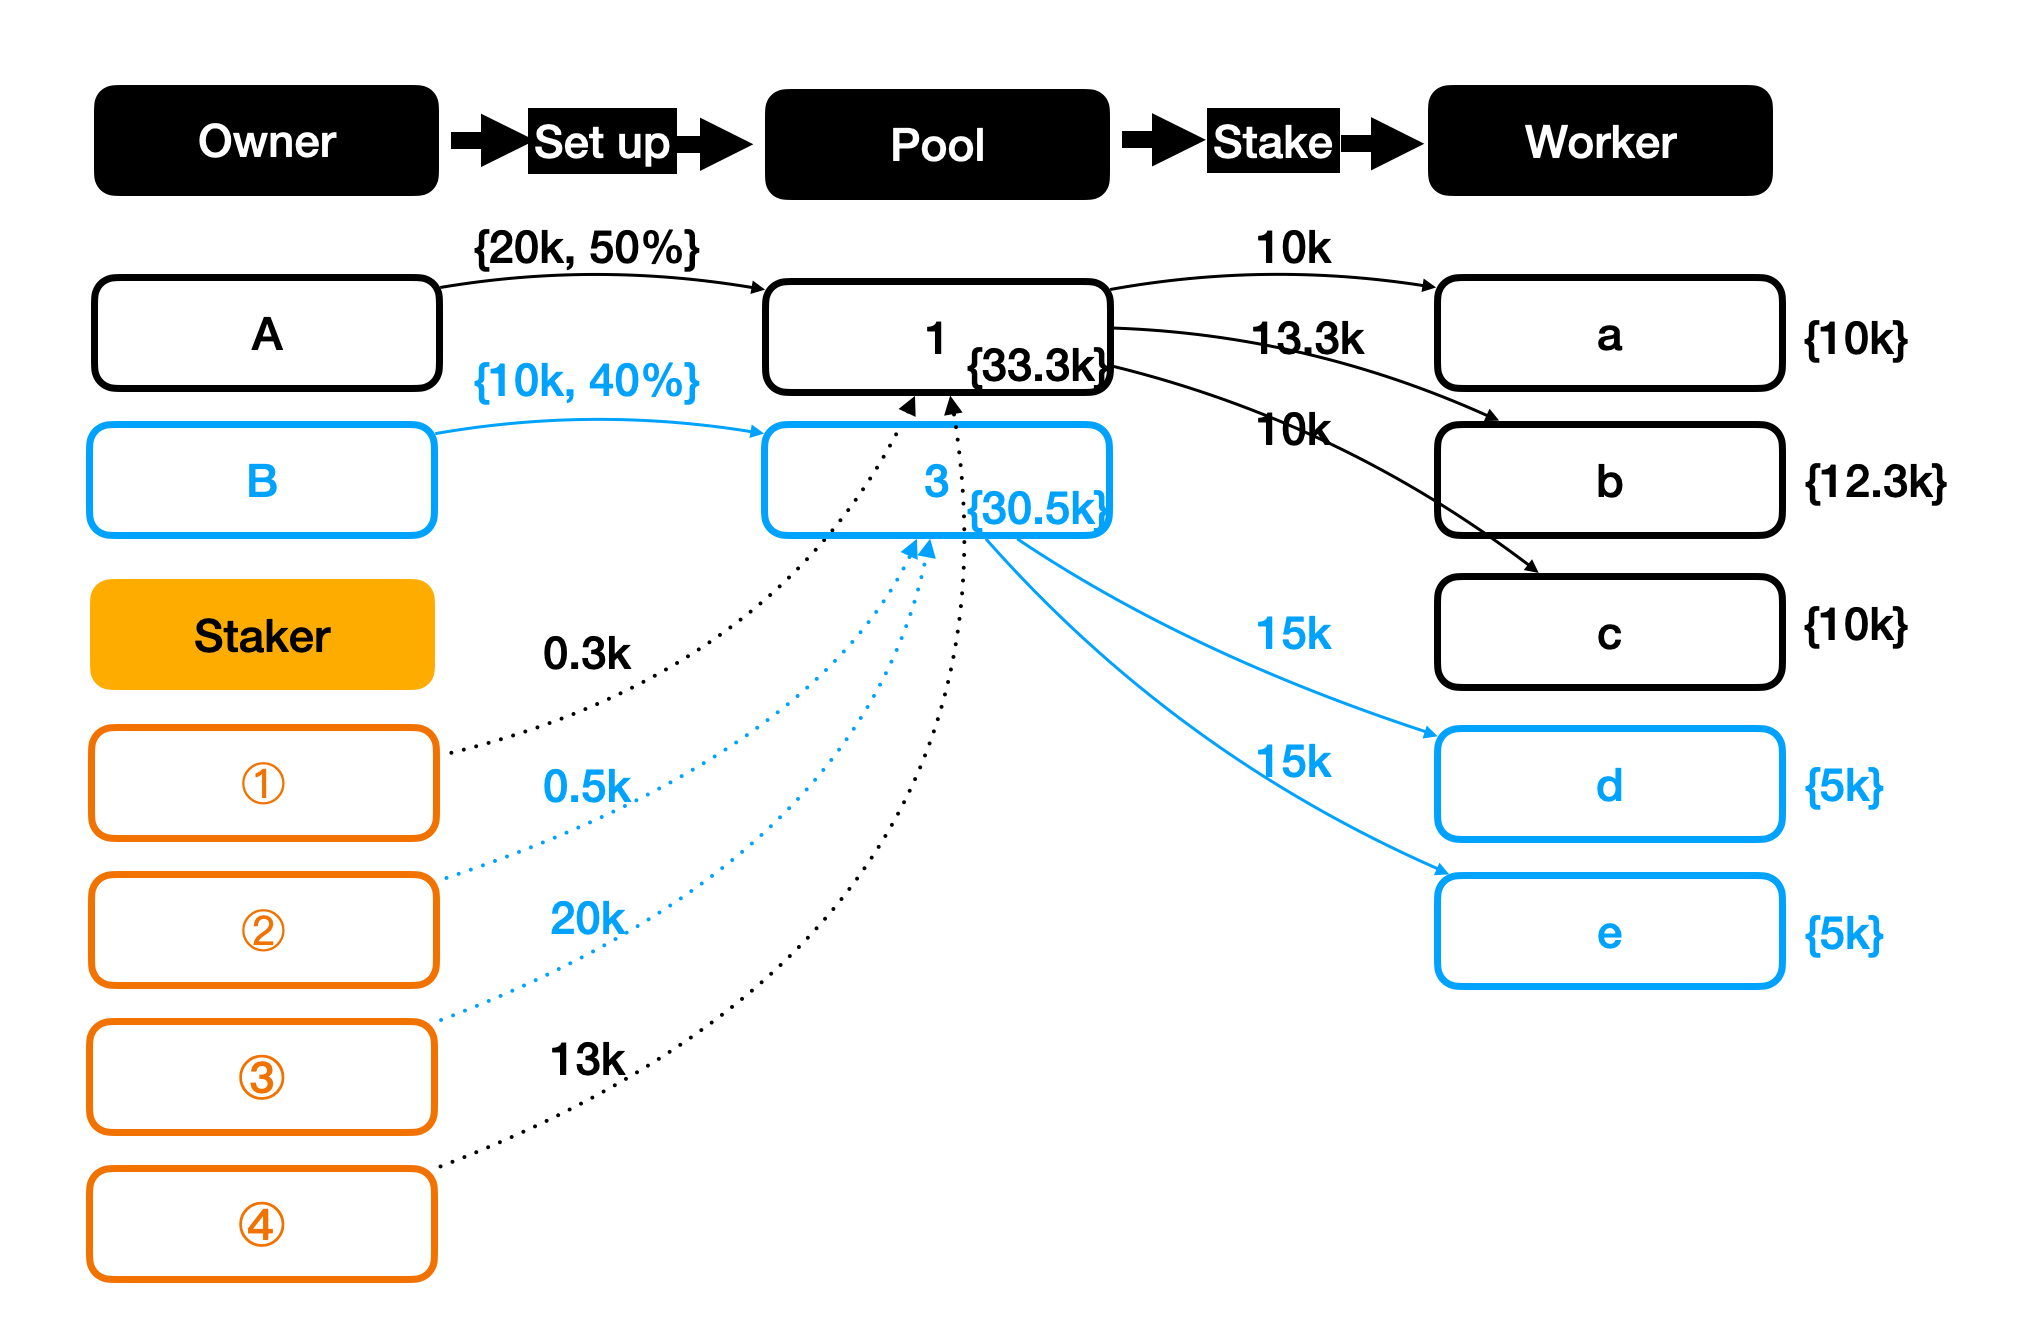 Owner
Set up
Pool
Stake
Worker
{20k, 50%}
10k
A
1
{33.3k}
13.3k
a
{10k}
{10k, 40%}
10k
B
3
{30.5k}
b
{12.3k}
Staker
0.3k
15k
c
{10k}
①
0.5k
15k
d
{5k}
②
20k
e
{5k}
③
13k
④